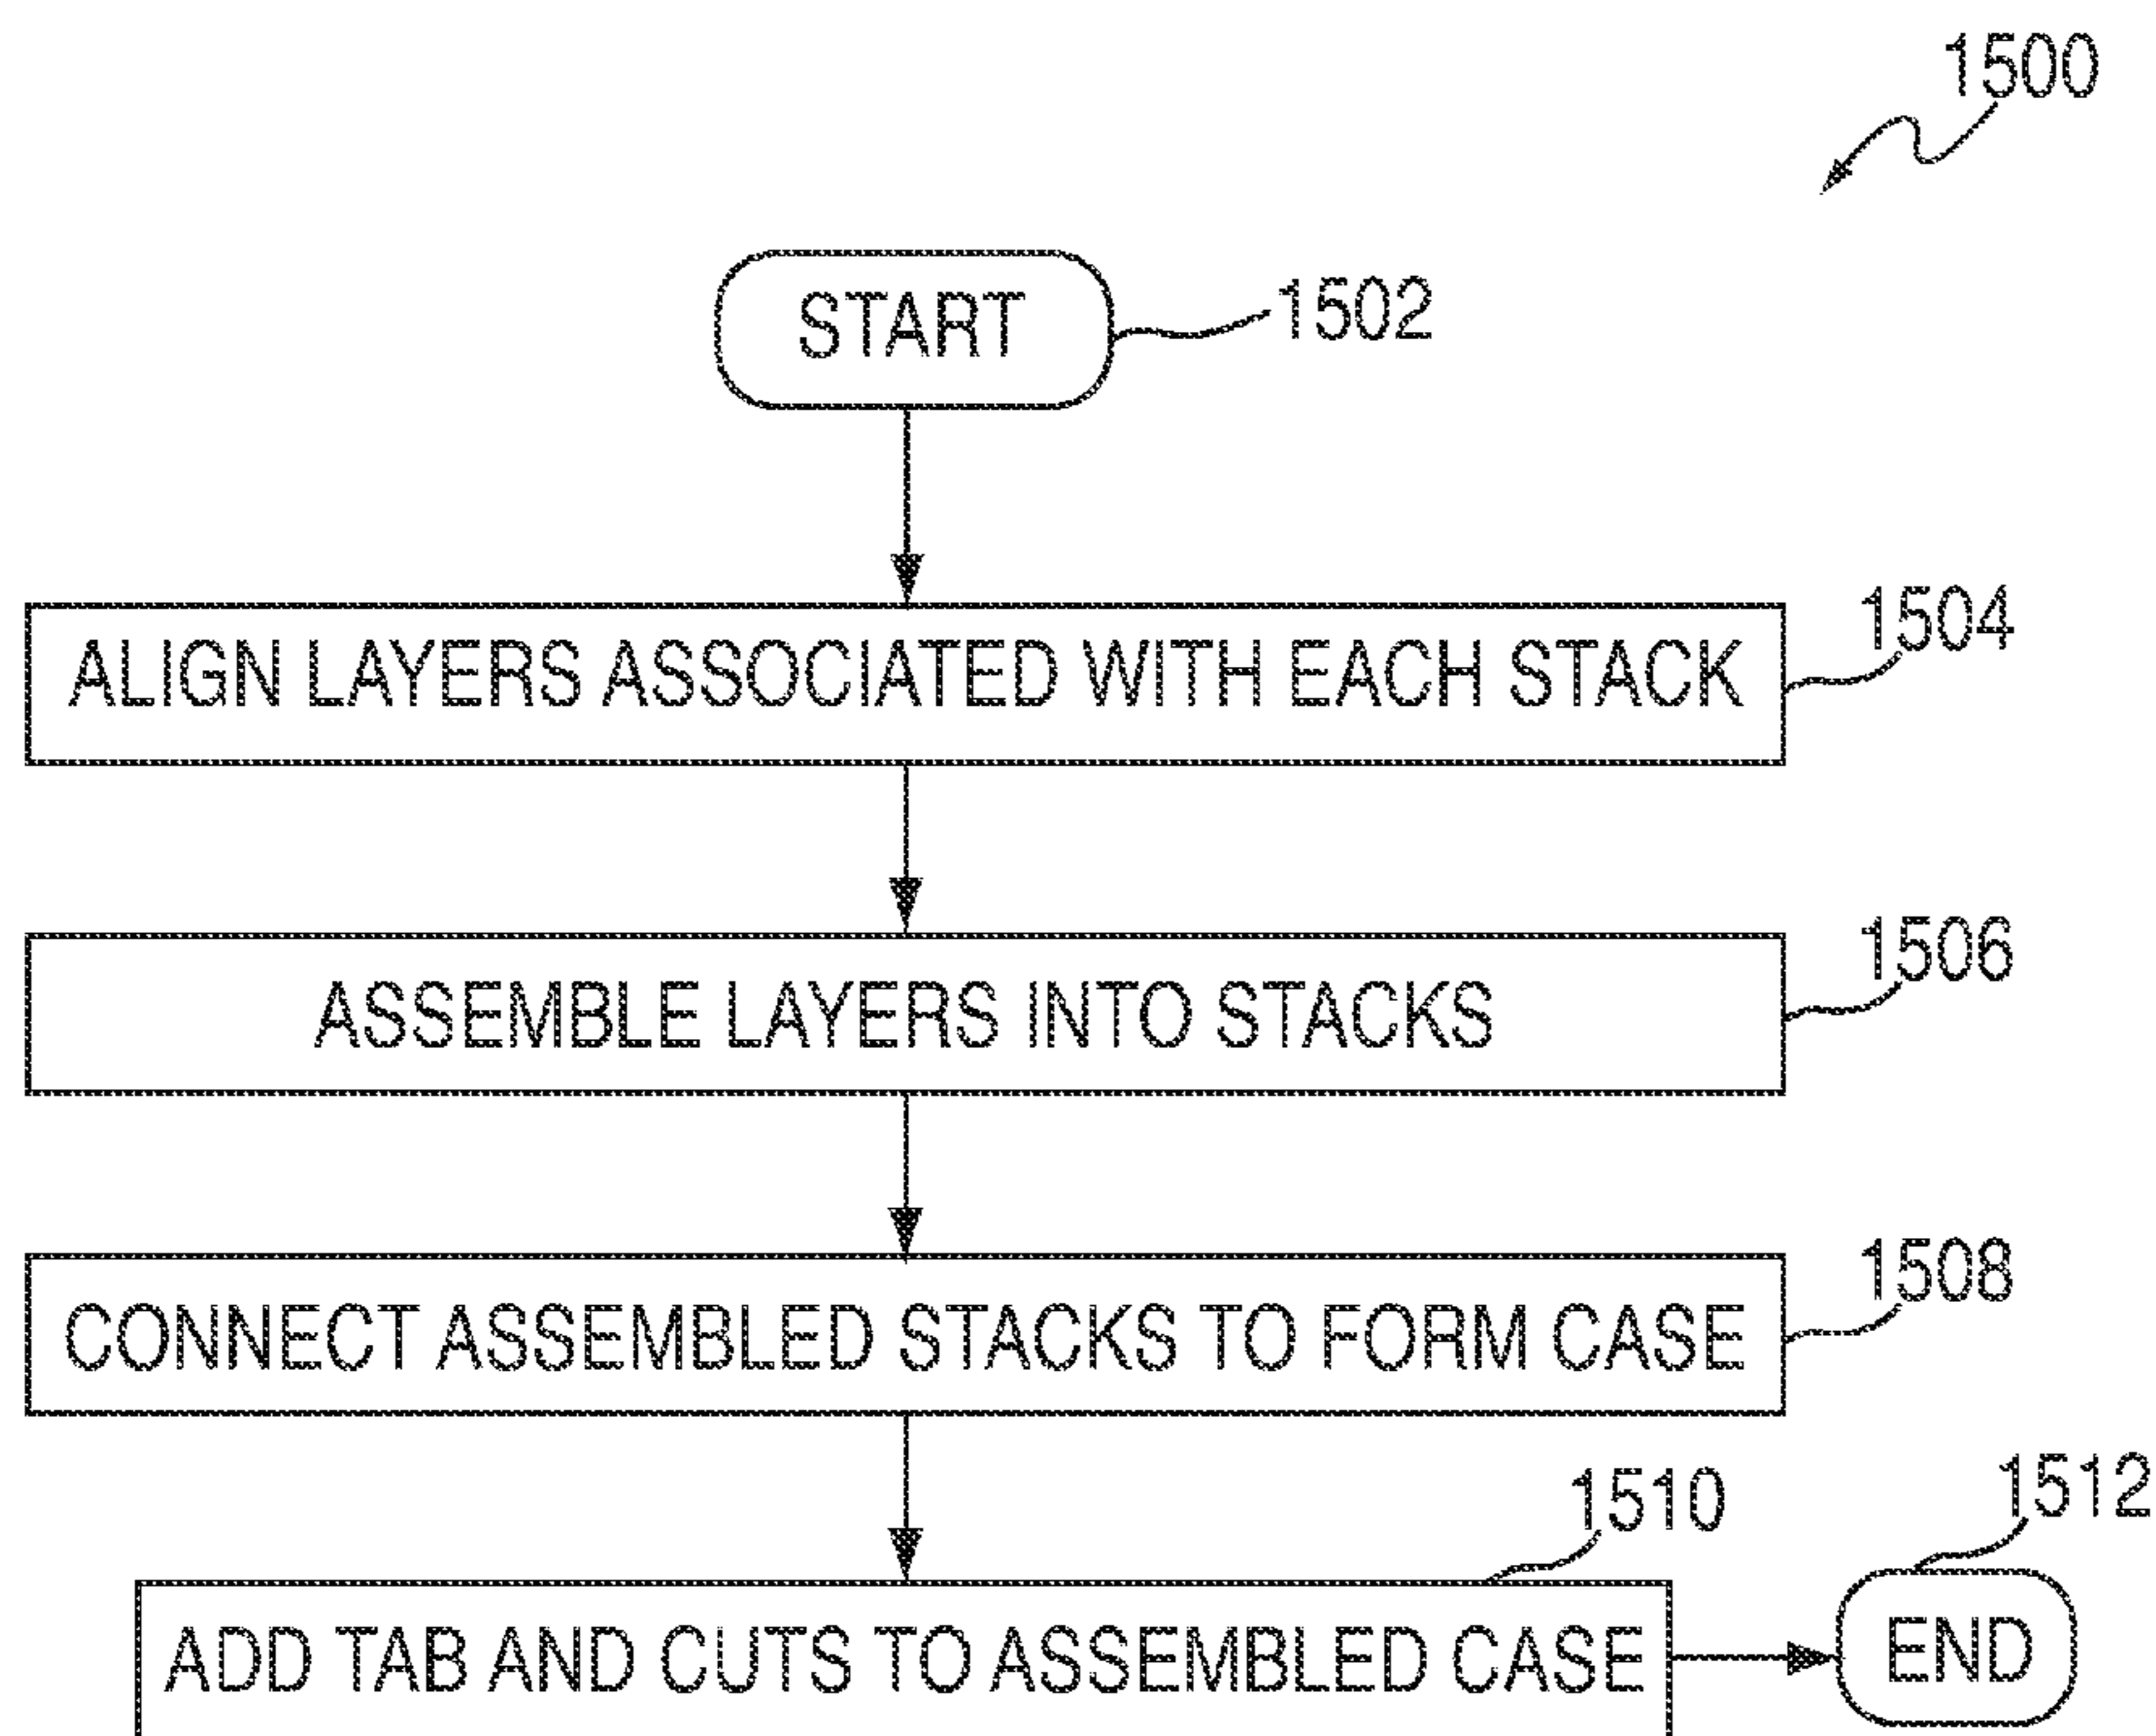 1500
START
1502
ALIGN LAYERS ASSOCIATED WITH EACH STACK
1504
ASSEMBLE LAYERS INTO STACKS
1506
CONNECT ASSEMBLED STACKS TO FORM CASE
1508
1510
1512
ADD TAB AND CUTS TO ASSEMBLED CASE
END